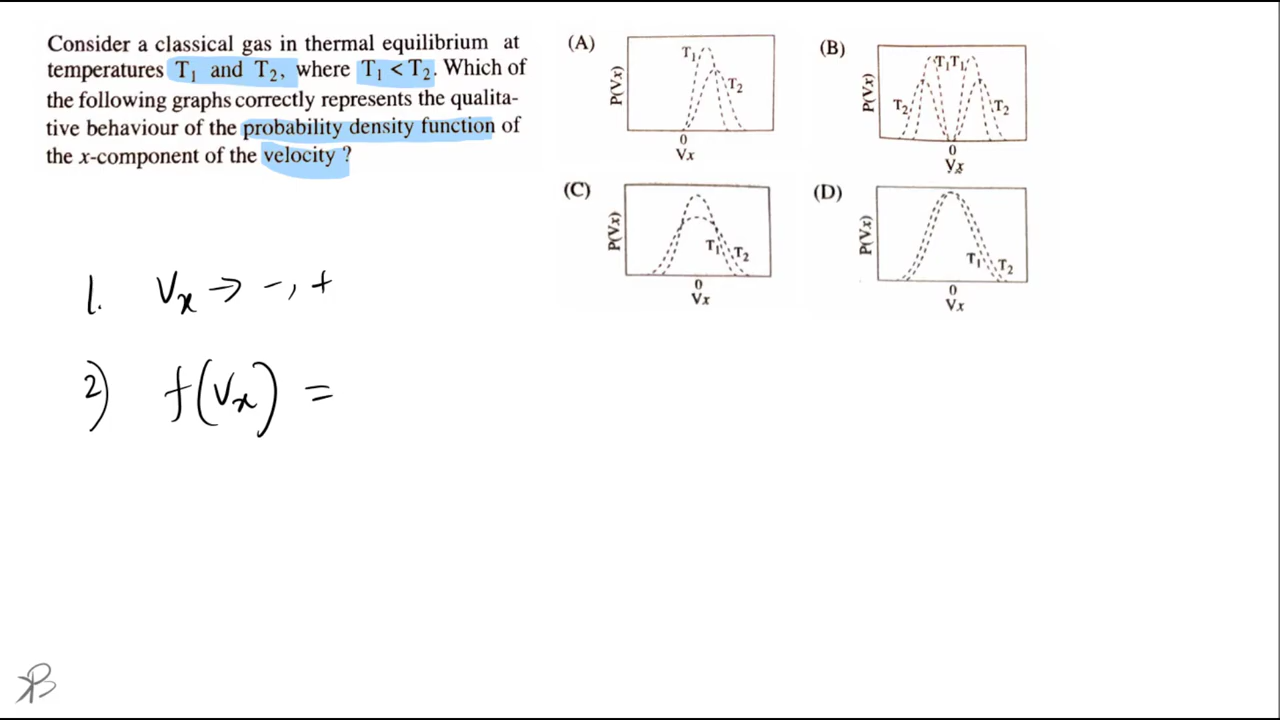 Consider a classical gas in thermal equilibrium at
temperatures T₁ and T₂, where T₁ < T₂. Which of
the following graphs correctly represents the qualita-
tive behaviour of the probability density function of
the x-component of the velocity ?
(A)
P(Vx)
T₁
T₂
0
Vx
(B)
P(Vx)
T₂
T₁T₁
T₂
0
Vx
(C)
P(Vx)
T₁
T₂
0
Vx
(D)
P(Vx)
T₁
T₂
0
Vx
1. Vx → -, +
2) f(Vx) =